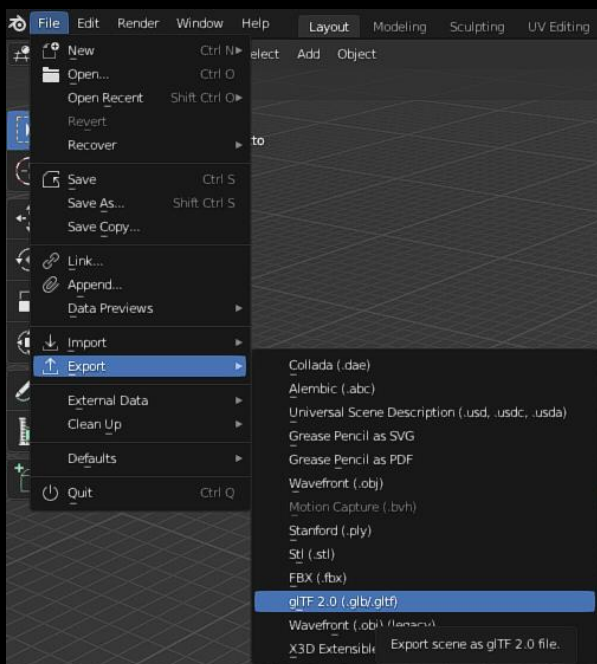 File Edit Render Window Help Layout Modeling Sculpting UV Editing
elect Add Object
to
New Ctrl N
Open... Ctrl O
Open Recent Shift Ctrl O
Revert
Recover
Save Ctrl S
Save As... Shift Ctrl S
Save Copy...
Link...
Append...
Data Previews
Import
Export
External Data
Clean Up
Defaults
Quit Ctrl Q
Collada (.dae)
Alembic (.abc)
Universal Scene Description (.usd, .usdc, .usda)
Grease Pencil as SVG
Grease Pencil as PDF
Wavefront (.obj)
Motion Capture (.bvh)
Stanford (.ply)
Stl (.stl)
FBX (.fbx)
glTF 2.0 (.glb/.gltf)
Wavefront (.obj) (legacy)
X3D Extensible
Export scene as glTF 2.0 file.